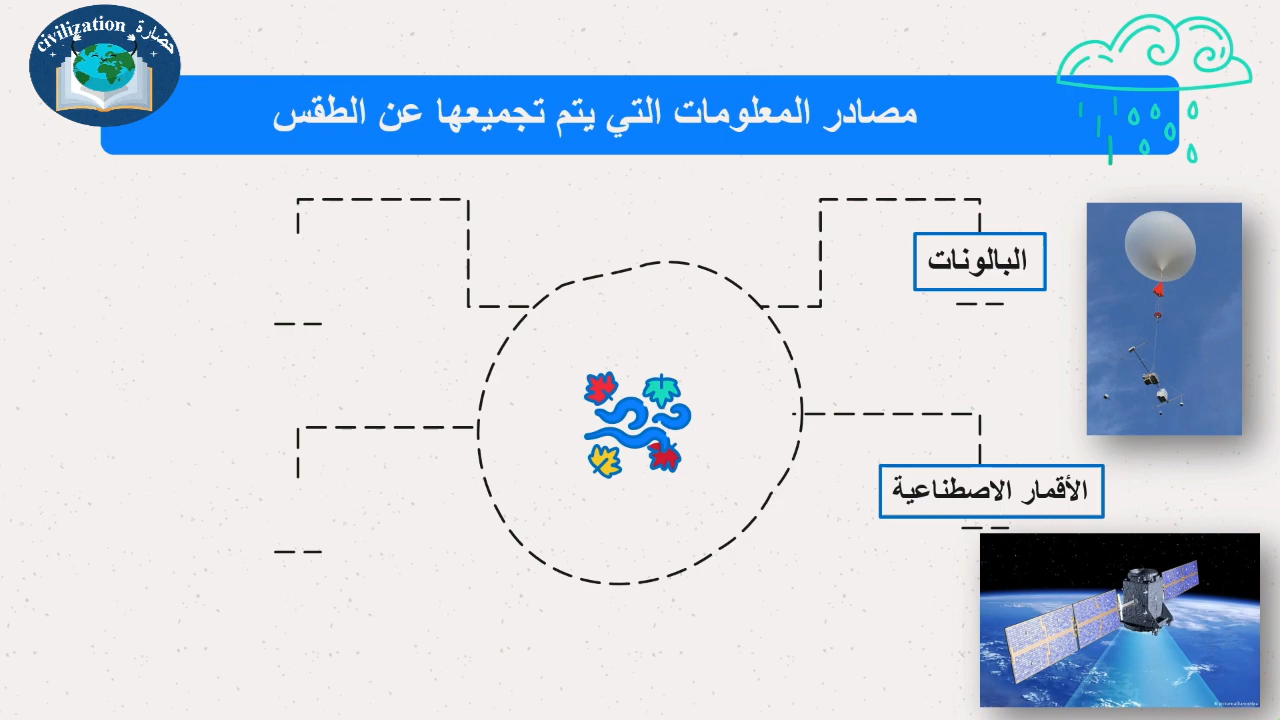 civilization حضارة
مصادر المعلومات التي يتم تجميعها عن الطقس
البالونات
الأقمار الاصطناعية